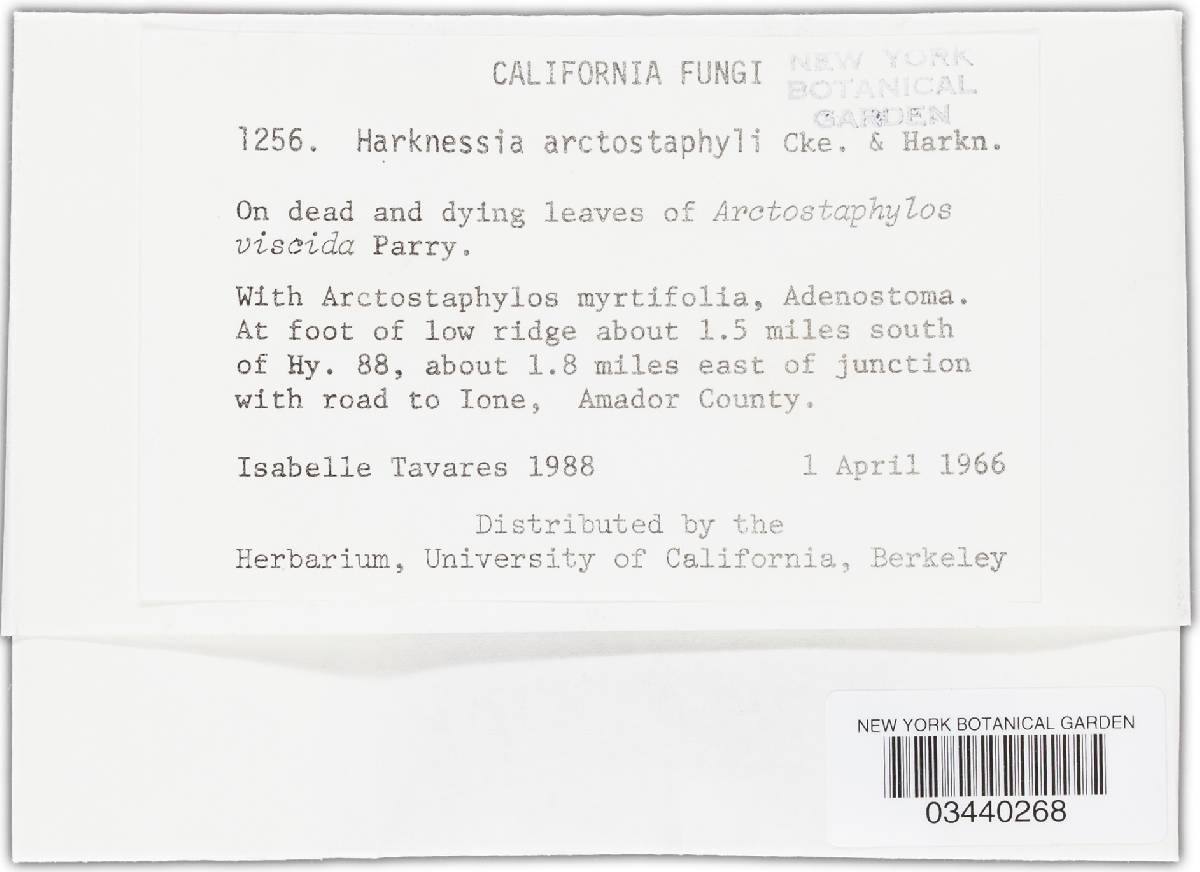 CALIFORNIA FUNGI
NEW YORK
BOTANICAL
GARDEN
1256. Harknessia arctostaphyli Cke. & Harkn.
On dead and dying leaves of Arctostaphylos
viscida Parry.
With Arctostaphylos myrtifolia, Adenostoma.
At foot of low ridge about 1.5 miles south
of Hy. 88, about 1.8 miles east of junction
with road to Ione, Amador County.
Isabelle Tavares 1988 1 April 1966
Distributed by the
Herbarium, University of California, Berkeley
NEW YORK BOTANICAL GARDEN
03440268